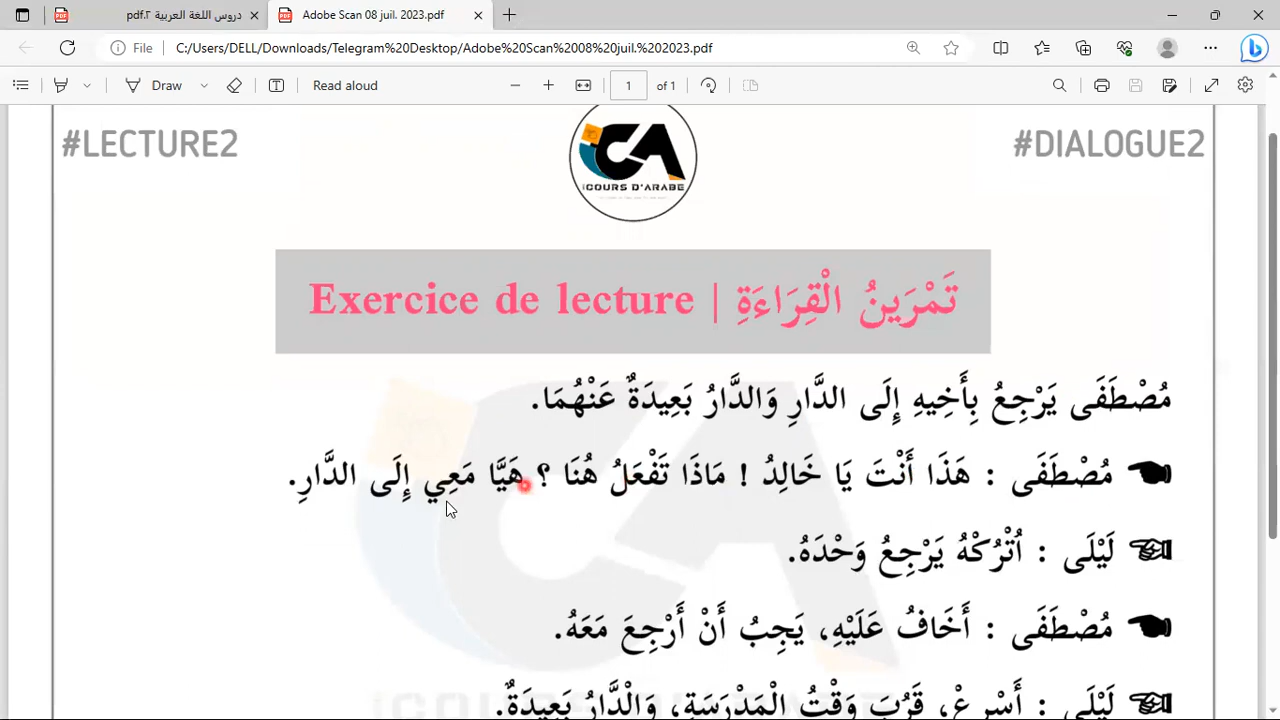 دروس اللغة العربية ٢.pdf
Adobe Scan 08 juil. 2023.pdf
File
C:/Users/DELL/Downloads/Telegram%20Desktop/Adobe%20Scan%2008%20juil.%202023.pdf
Draw
Read aloud
1
of 1
#LECTURE2
#DIALOGUE2
CA
iCOURS D'ARABE
تَمْرَينُ الْقِرَاءَةِ | Exercice de lecture
مُصْطَفَى يَرْجِعُ بِأَخِيهِ إِلَى الدَّارِ وَالدَّارُ بَعِيدَةٌ عَنْهُمَا.
مُصْطَفَى : هَذَا أَنْتَ يَا خَالِدُ ! مَاذَا تَفْعَلُ هُنَا ؟ هَيَّا مَعِي إِلَى الدَّارِ.
لَيْلَى : اُتْرُكْهُ يَرْجِعُ وَحْدَهُ.
مُصْطَفَى : أَخَافُ عَلَيْهِ، يَجِبُ أَنْ أَرْجِعَ مَعَهُ.
لَيْلَى : أَسْرِعْ، قَرُبَ وَقْتُ الْمَدْرَسَةِ، وَالْدَّارُ بَعِيدَةٌ.